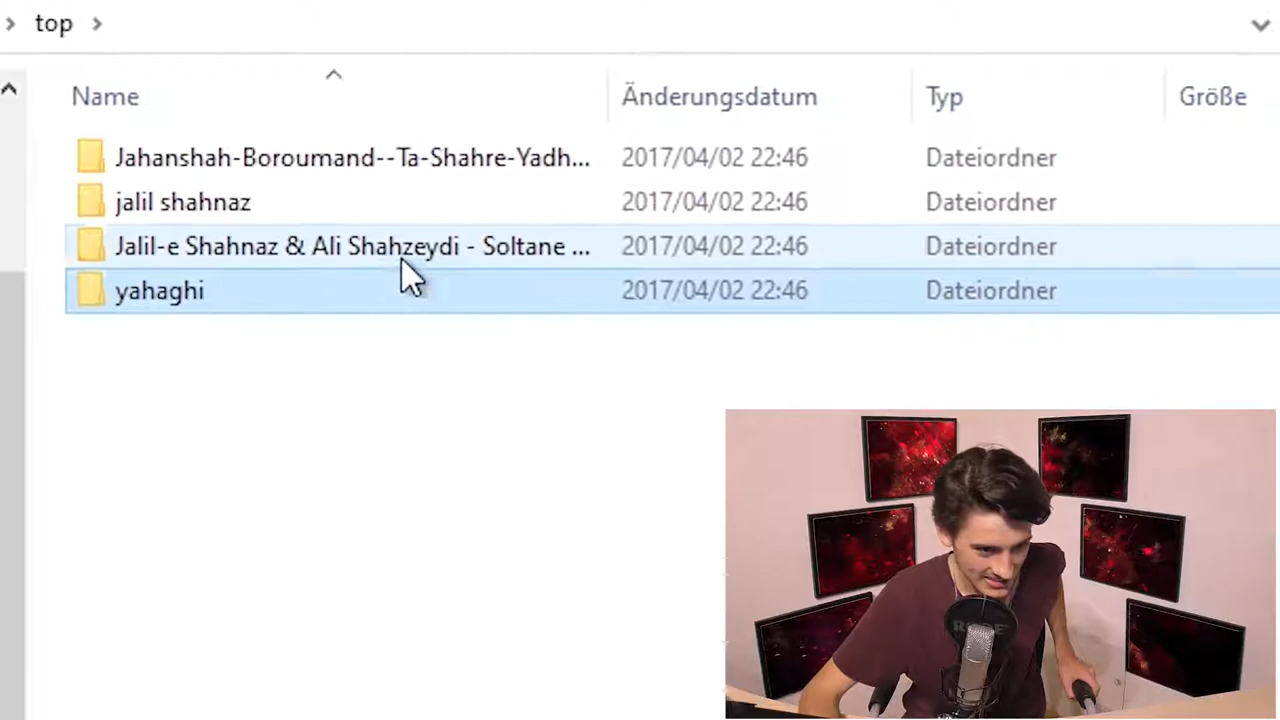 top
Name Änderungsdatum Typ Größe
Jahanshah-Boroumand--Ta-Shahre-Yadh... 2017/04/02 22:46 Dateiordner
jalil shahnaz 2017/04/02 22:46 Dateiordner
Jalil-e Shahnaz & Ali Shahzeydi - Soltane ... 2017/04/02 22:46 Dateiordner
yahaghi 2017/04/02 22:46 Dateiordner
RODE